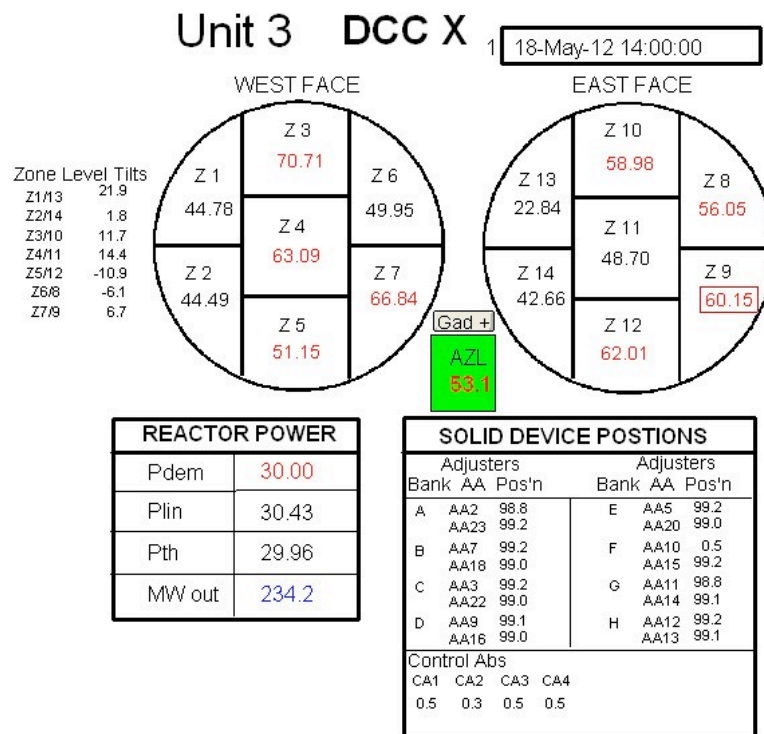 Unit 3 DCC X 1 18-May-12 14:00:00
WEST FACE
EAST FACE
Zone Level Tilts
Z1/13 21.9
Z2/14 1.8
Z3/10 11.7
Z4/11 14.4
Z5/12 -10.9
Z6/8 -6.1
Z7/9 6.7
Z 3
70.71
Z 1
44.78
Z 6
49.95
Z 4
63.09
Z 2
44.49
Z 7
66.84
Z 5
51.15
Z 10
58.98
Z 13
22.84
Z 8
56.05
Z 11
48.70
Z 14
42.66
Z 9
60.15
Z 12
62.01
Gad +
AZL
53.1
REACTOR POWER
Pdem 30.00
Plin 30.43
Pth 29.96
MW out 234.2
SOLID DEVICE POSTIONS
Adjusters Adjusters
Bank AA Pos'n Bank AA Pos'n
A AA2 98.8 E AA5 99.2
AA23 99.2 AA20 99.0
B AA7 99.2 F AA10 0.5
AA18 99.0 AA15 99.2
C AA3 99.2 G AA11 98.8
AA22 99.0 AA14 99.1
D AA9 99.1 H AA12 99.2
AA16 99.0 AA13 99.1
Control Abs
CA1 CA2 CA3 CA4
0.5 0.3 0.5 0.5